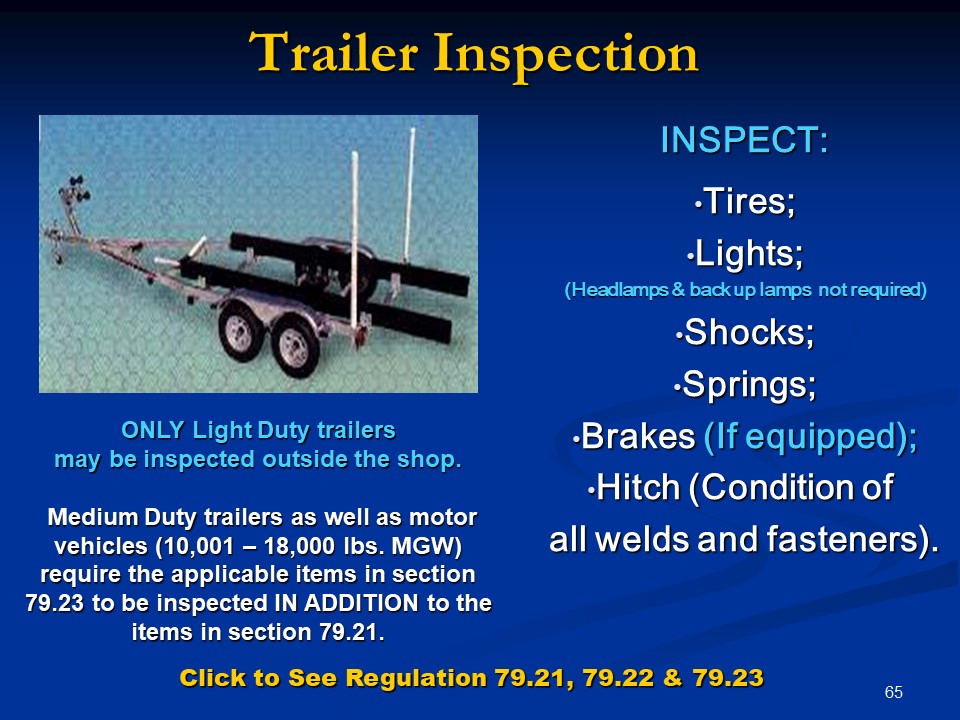 Trailer Inspection
INSPECT:
•Tires;
•Lights;
(Headlamps & back up lamps not required)
•Shocks;
•Springs;
•Brakes (If equipped);
•Hitch (Condition of
all welds and fasteners).
ONLY Light Duty trailers
may be inspected outside the shop.
Medium Duty trailers as well as motor
vehicles (10,001 – 18,000 lbs. MGW)
require the applicable items in section
79.23 to be inspected IN ADDITION to the
items in section 79.21.
Click to See Regulation 79.21, 79.22 & 79.23
65